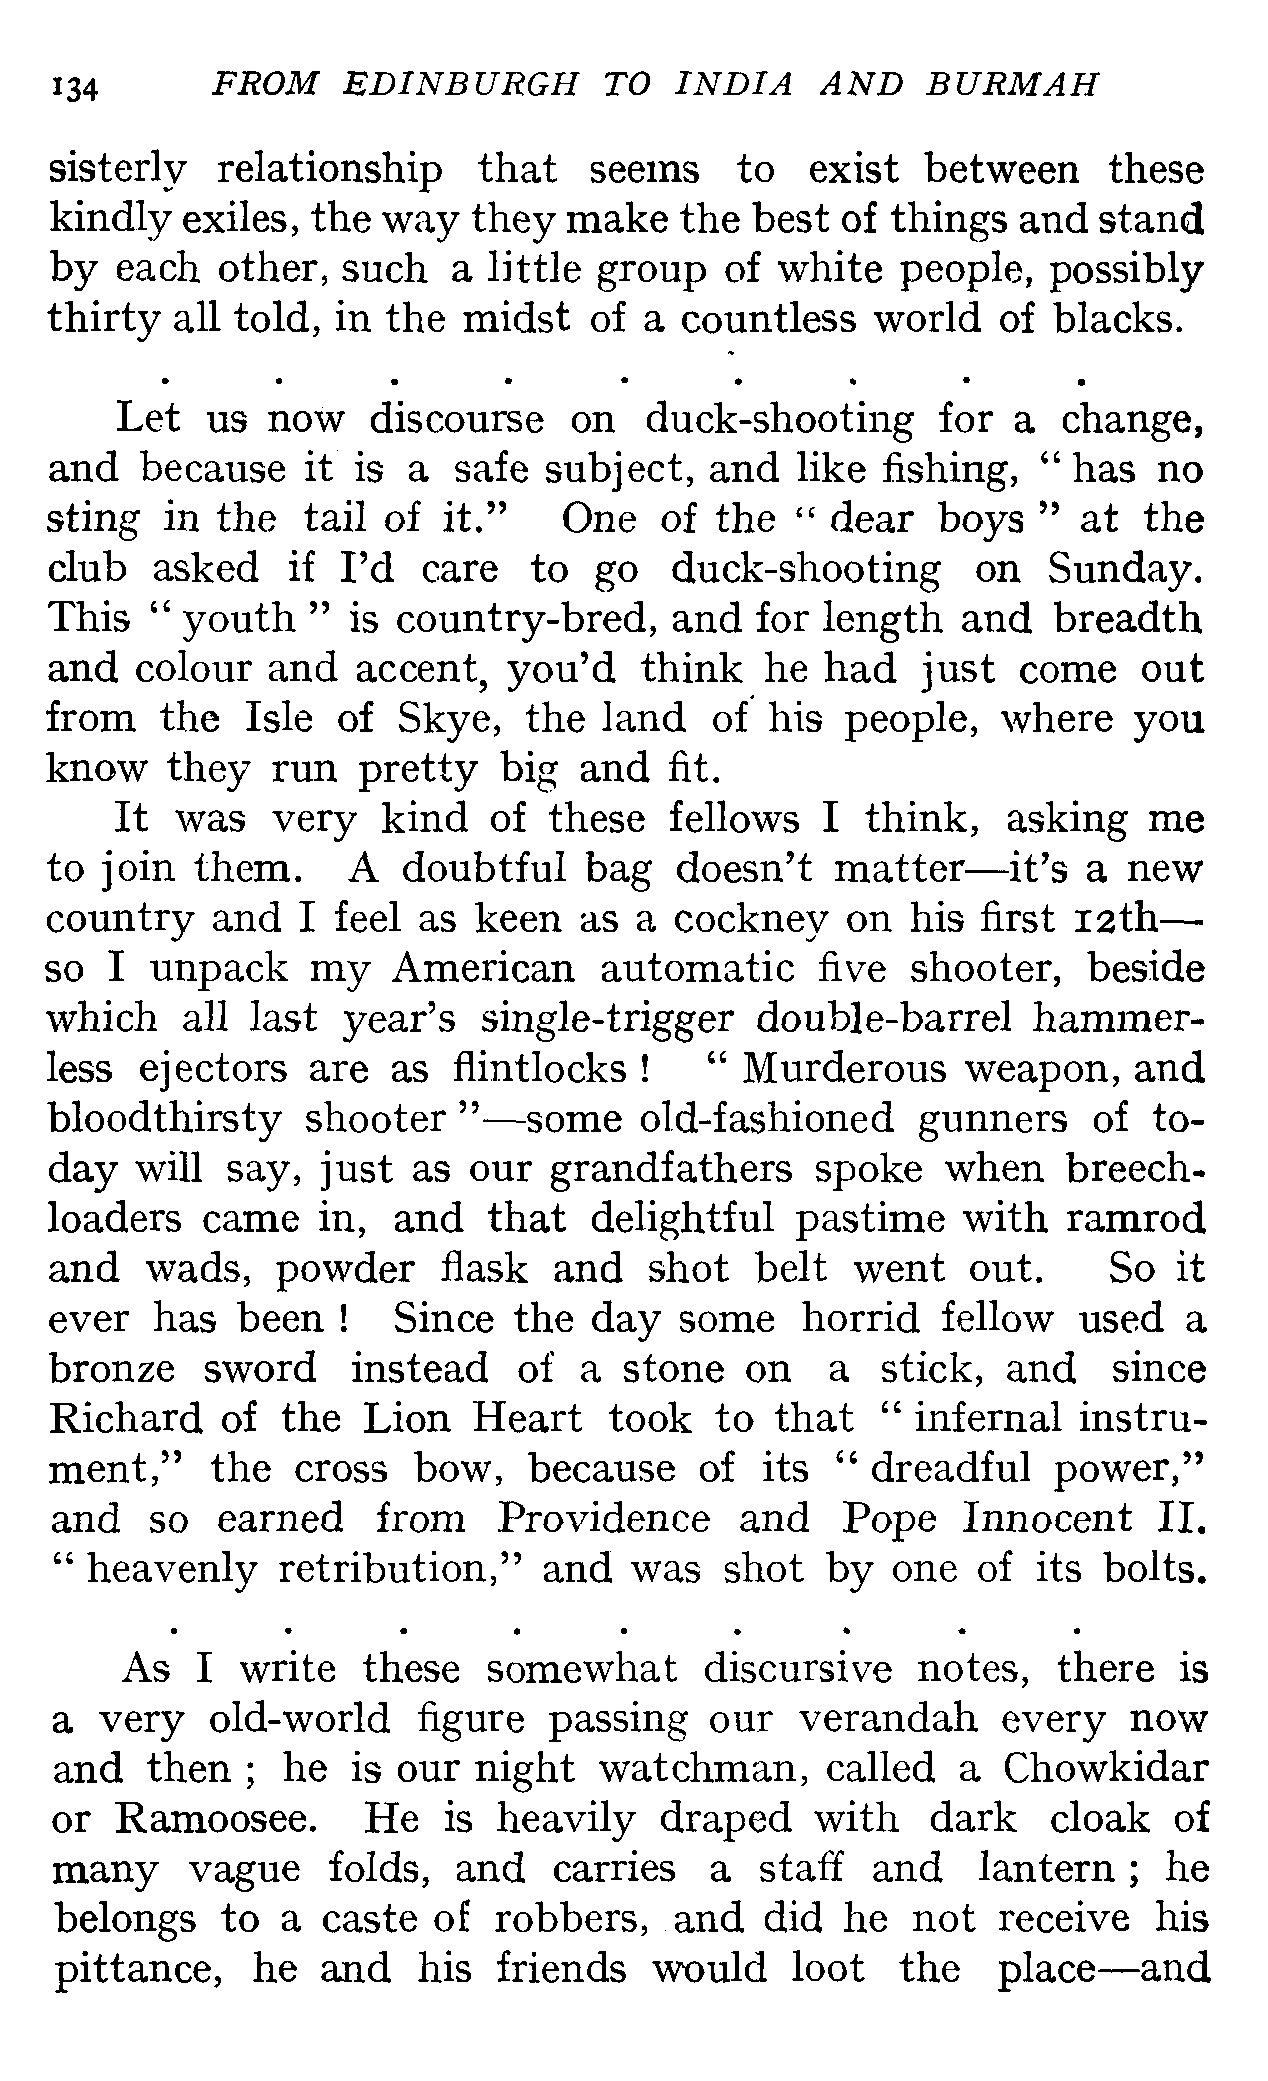 134 FROM EDINBURGH TO INDIA AND BURMAH
sisterly relationship that seems to exist between these
kindly exiles, the way they make the best of things and stand
by each other, such a little group of white people, possibly
thirty all told, in the midst of a countless world of blacks.
. . . . . . . . .
Let us now discourse on duck-shooting for a change,
and because it is a safe subject, and like fishing, “ has no
sting in the tail of it.” One of the “ dear boys ” at the
club asked if I’d care to go duck-shooting on Sunday.
This “ youth ” is country-bred, and for length and breadth
and colour and accent, you’d think he had just come out
from the Isle of Skye, the land of his people, where you
know they run pretty big and fit.
It was very kind of these fellows I think, asking me
to join them. A doubtful bag doesn’t matter—it’s a new
country and I feel as keen as a cockney on his first 12th—
so I unpack my American automatic five shooter, beside
which all last year’s single-trigger double-barrel hammer-
less ejectors are as flintlocks ! “ Murderous weapon, and
bloodthirsty shooter ”—some old-fashioned gunners of to-
day will say, just as our grandfathers spoke when breech-
loaders came in, and that delightful pastime with ramrod
and wads, powder flask and shot belt went out. So it
ever has been ! Since the day some horrid fellow used a
bronze sword instead of a stone on a stick, and since
Richard of the Lion Heart took to that “ infernal instru-
ment,” the cross bow, because of its “ dreadful power,”
and so earned from Providence and Pope Innocent II.
“ heavenly retribution,” and was shot by one of its bolts.
. . . . . . . . .
As I write these somewhat discursive notes, there is
a very old-world figure passing our verandah every now
and then ; he is our night watchman, called a Chowkidar
or Ramoosee. He is heavily draped with dark cloak of
many vague folds, and carries a staff and lantern ; he
belongs to a caste of robbers, and did he not receive his
pittance, he and his friends would loot the place—and